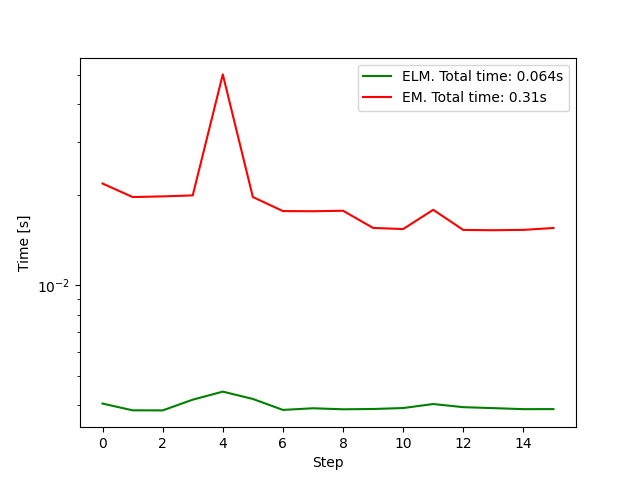 ELM. Total time: 0.064s
EM. Total time: 0.31s
Time [s]
10⁻²
0 2 4 6 8 10 12 14
Step